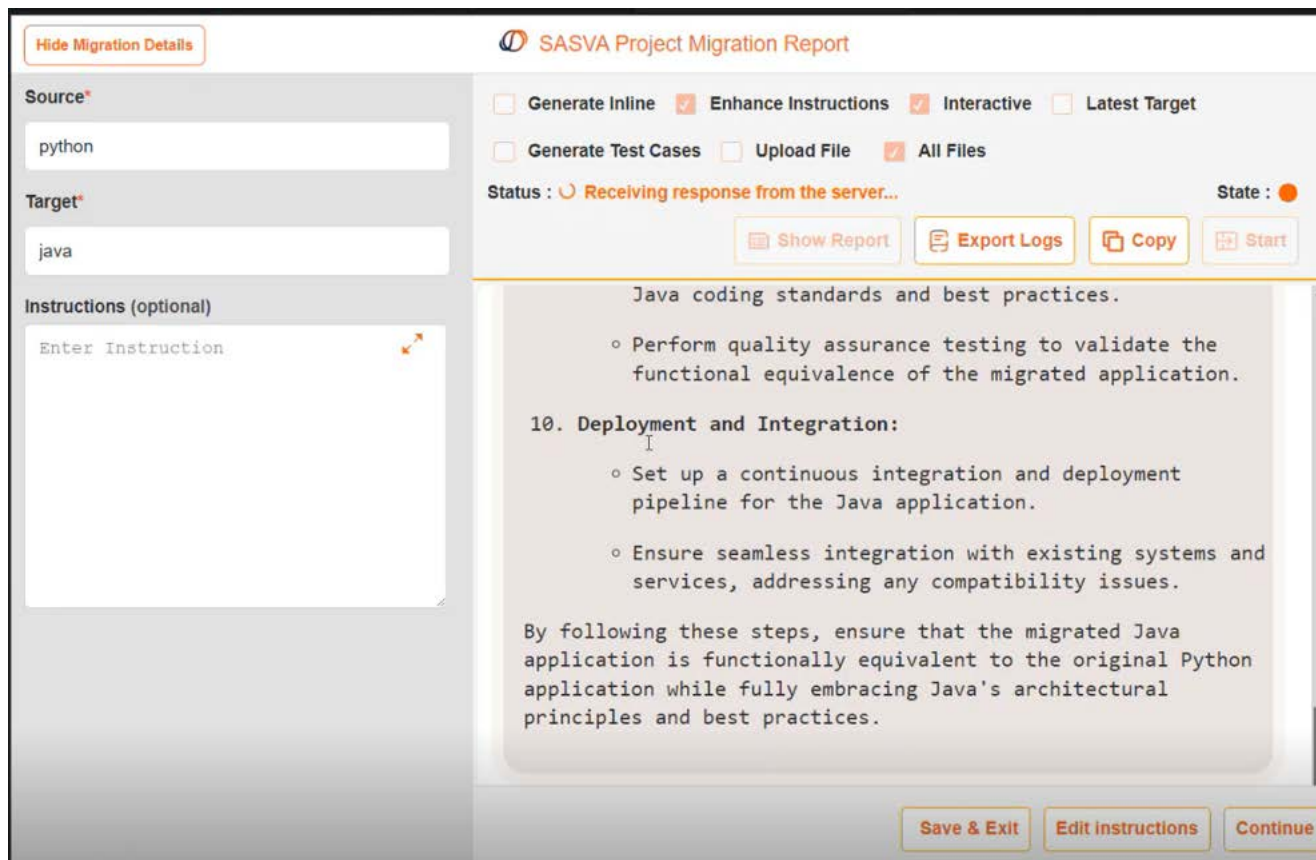 Hide Migration Details
SASVA Project Migration Report
Source*
python
Target*
java
Instructions (optional)
Enter Instruction
Generate Inline Enhance Instructions Interactive Latest Target
Generate Test Cases Upload File All Files
Status : Receiving response from the server...
State :
Show Report Export Logs Copy Start
Java coding standards and best practices.
◦ Perform quality assurance testing to validate the
functional equivalence of the migrated application.
10. Deployment and Integration:
◦ Set up a continuous integration and deployment
pipeline for the Java application.
◦ Ensure seamless integration with existing systems and
services, addressing any compatibility issues.
By following these steps, ensure that the migrated Java
application is functionally equivalent to the original Python
application while fully embracing Java's architectural
principles and best practices.
Save & Exit Edit instructions Continue